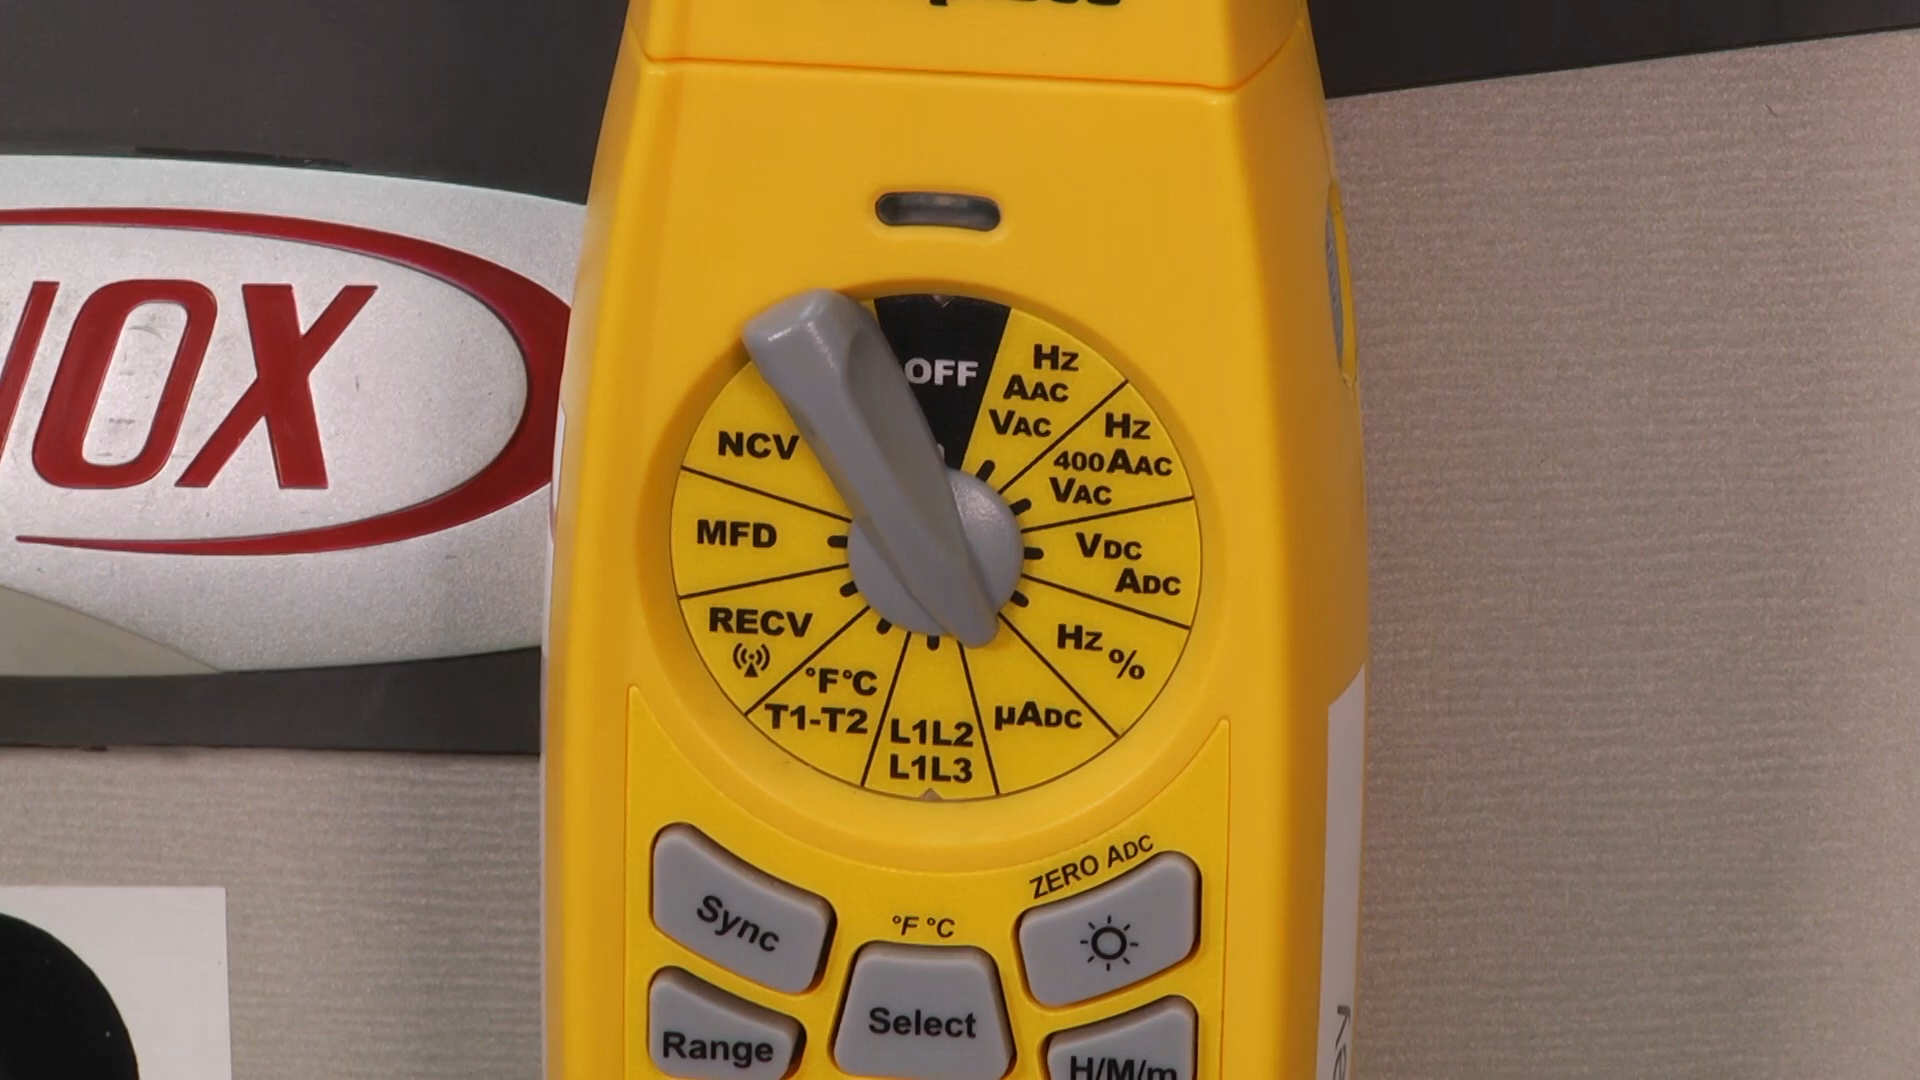 OFF
Hz
AAC
VAC
Hz
400AAC
VAC
VDC
ADC
Hz %
µADC
L1L2
L1L3
°F°C
T1-T2
RECV
MFD
NCV
IOX
ZERO ADC
Sync
°F °C
Select
Range
H/M/m